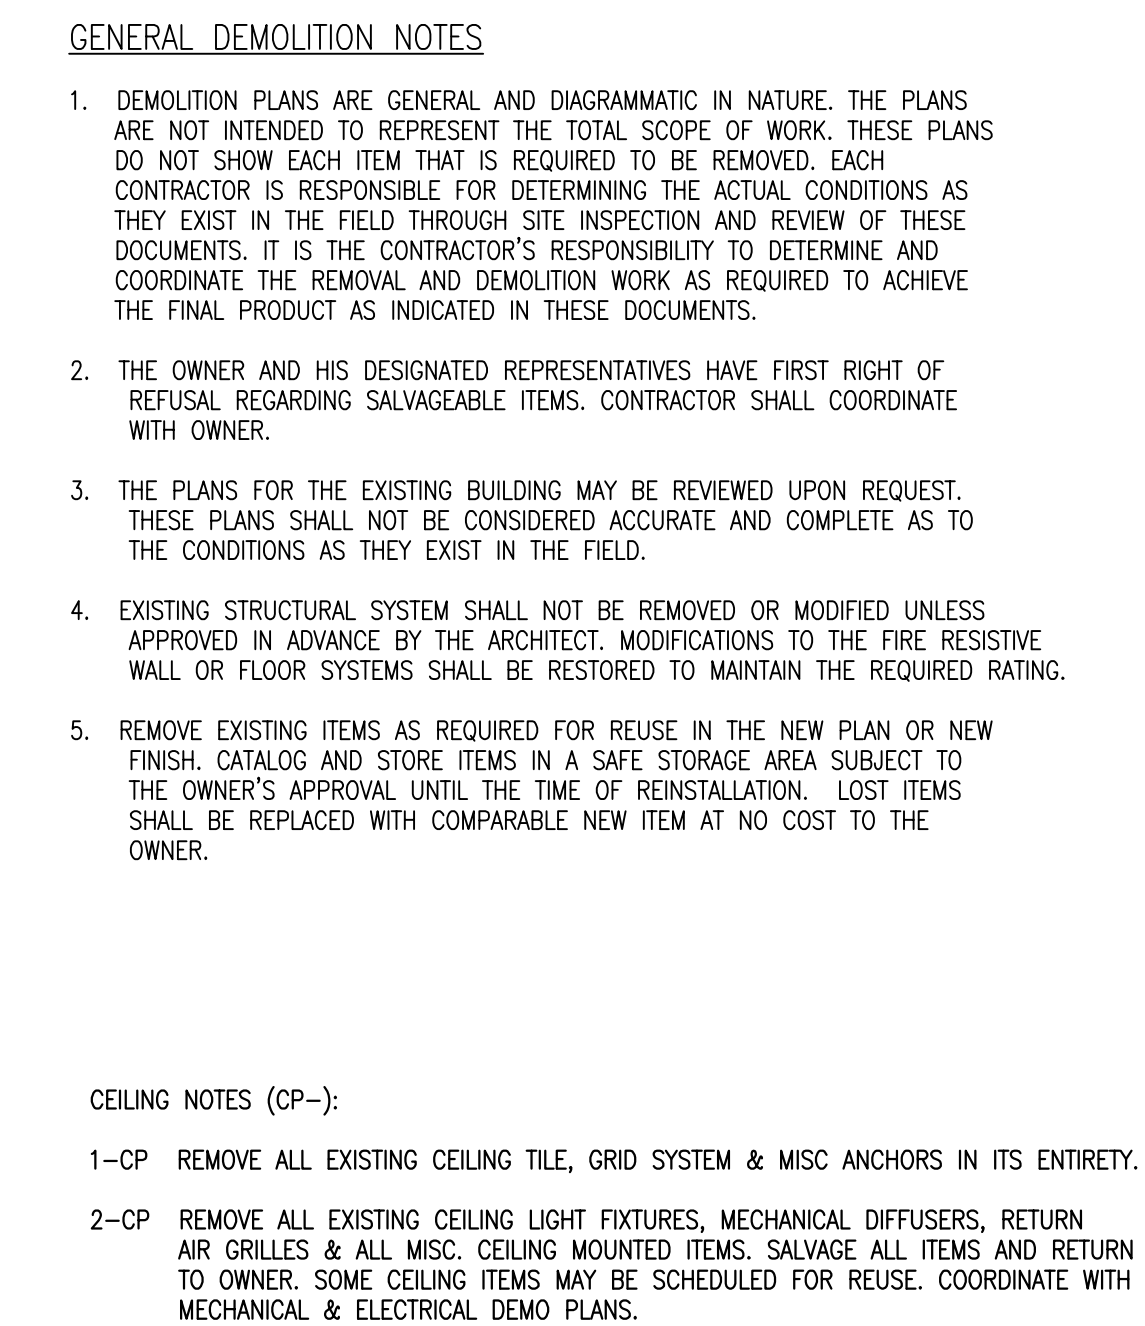 GENERAL DEMOLITION NOTES
1. DEMOLITION PLANS ARE GENERAL AND DIAGRAMMATIC IN NATURE. THE PLANS
ARE NOT INTENDED TO REPRESENT THE TOTAL SCOPE OF WORK. THESE PLANS
DO NOT SHOW EACH ITEM THAT IS REQUIRED TO BE REMOVED. EACH
CONTRACTOR IS RESPONSIBLE FOR DETERMINING THE ACTUAL CONDITIONS AS
THEY EXIST IN THE FIELD THROUGH SITE INSPECTION AND REVIEW OF THESE
DOCUMENTS. IT IS THE CONTRACTOR'S RESPONSIBILITY TO DETERMINE AND
COORDINATE THE REMOVAL AND DEMOLITION WORK AS REQUIRED TO ACHIEVE
THE FINAL PRODUCT AS INDICATED IN THESE DOCUMENTS.
2. THE OWNER AND HIS DESIGNATED REPRESENTATIVES HAVE FIRST RIGHT OF
REFUSAL REGARDING SALVAGEABLE ITEMS. CONTRACTOR SHALL COORDINATE
WITH OWNER.
3. THE PLANS FOR THE EXISTING BUILDING MAY BE REVIEWED UPON REQUEST.
THESE PLANS SHALL NOT BE CONSIDERED ACCURATE AND COMPLETE AS TO
THE CONDITIONS AS THEY EXIST IN THE FIELD.
4. EXISTING STRUCTURAL SYSTEM SHALL NOT BE REMOVED OR MODIFIED UNLESS
APPROVED IN ADVANCE BY THE ARCHITECT. MODIFICATIONS TO THE FIRE RESISTIVE
WALL OR FLOOR SYSTEMS SHALL BE RESTORED TO MAINTAIN THE REQUIRED RATING.
5. REMOVE EXISTING ITEMS AS REQUIRED FOR REUSE IN THE NEW PLAN OR NEW
FINISH. CATALOG AND STORE ITEMS IN A SAFE STORAGE AREA SUBJECT TO
THE OWNER'S APPROVAL UNTIL THE TIME OF REINSTALLATION. LOST ITEMS
SHALL BE REPLACED WITH COMPARABLE NEW ITEM AT NO COST TO THE
OWNER.
CEILING NOTES (CP-):
1-CP REMOVE ALL EXISTING CEILING TILE, GRID SYSTEM & MISC ANCHORS IN ITS ENTIRETY.
2-CP REMOVE ALL EXISTING CEILING LIGHT FIXTURES, MECHANICAL DIFFUSERS, RETURN
AIR GRILLES & ALL MISC. CEILING MOUNTED ITEMS. SALVAGE ALL ITEMS AND RETURN
TO OWNER. SOME CEILING ITEMS MAY BE SCHEDULED FOR REUSE. COORDINATE WITH
MECHANICAL & ELECTRICAL DEMO PLANS.